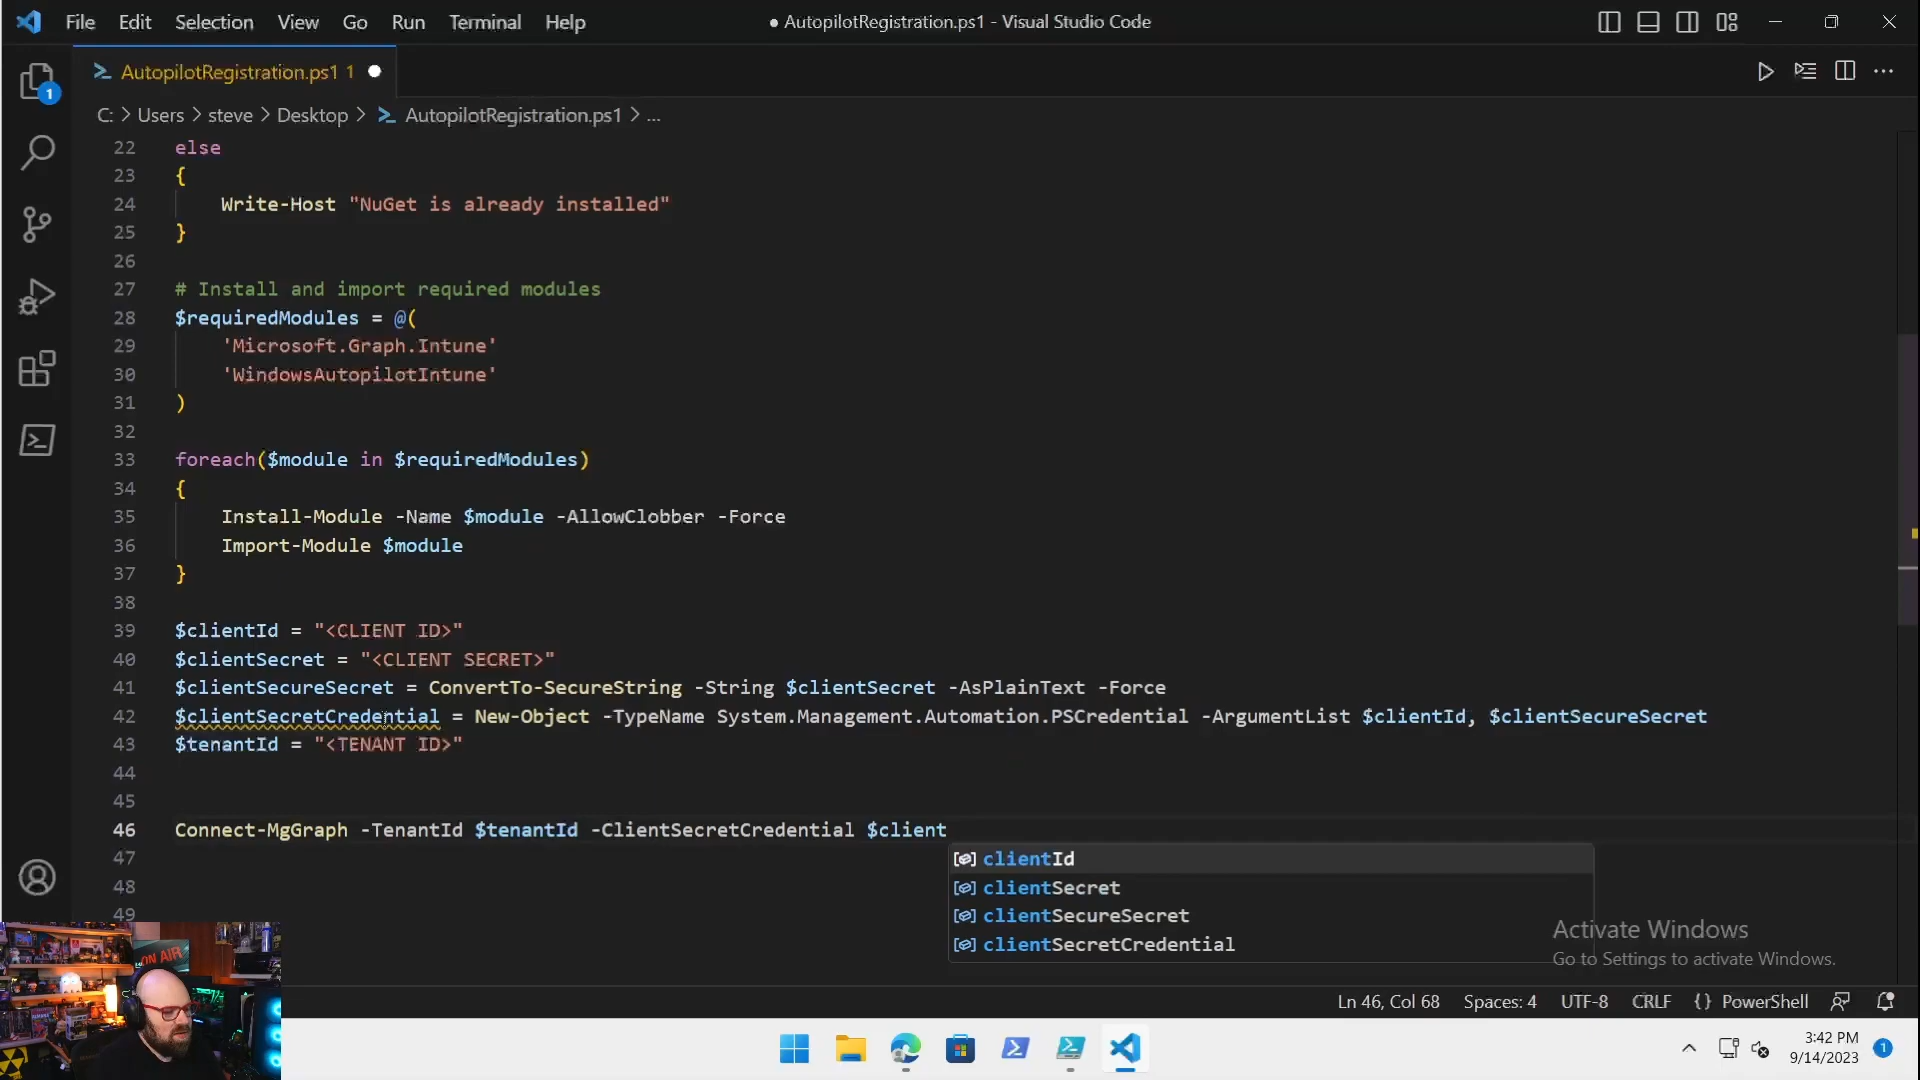 File Edit Selection View Go Run Terminal Help
● AutopilotRegistration.ps1 - Visual Studio Code
AutopilotRegistration.ps1 1
C: > Users > steve > Desktop > AutopilotRegistration.ps1 > ...
1
22 else
23 {
24 Write-Host "NuGet is already installed"
25 }
26
27 # Install and import required modules
28 $requiredModules = @(
29 'Microsoft.Graph.Intune'
30 'WindowsAutopilotIntune'
31 )
32
33 foreach($module in $requiredModules)
34 {
35 Install-Module -Name $module -AllowClobber -Force
36 Import-Module $module
37 }
38
39 $clientId = "<CLIENT ID>"
40 $clientSecret = "<CLIENT SECRET>"
41 $clientSecureSecret = ConvertTo-SecureString -String $clientSecret -AsPlainText -Force
42 $clientSecretCredential = New-Object -TypeName System.Management.Automation.PSCredential -ArgumentList $clientId, $clientSecureSecret
43 $tenantId = "<TENANT ID>"
44
45
46 Connect-MgGraph -TenantId $tenantId -ClientSecretCredential $client
47
48
49
clientId
clientSecret
clientSecureSecret
clientSecretCredential
Activate Windows
Go to Settings to activate Windows.
ON AIR
Ln 46, Col 68 Spaces: 4 UTF-8 CRLF {} PowerShell
3:42 PM
9/14/2023
1